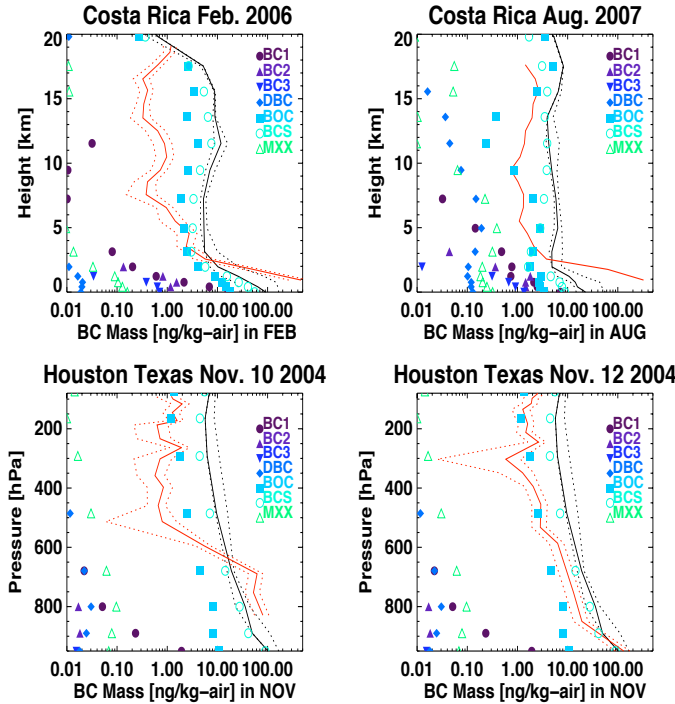 Costa Rica Feb. 2006
Height [km]
20
15
10
5
0
BC1
BC2
BC3
DBC
BOC
BCS
MXX
0.01 0.10 1.00 10.00 100.00
BC Mass [ng/kg-air] in FEB
Costa Rica Aug. 2007
Height [km]
20
15
10
5
0
BC1
BC2
BC3
DBC
BOC
BCS
MXX
0.01 0.10 1.00 10.00 100.00
BC Mass [ng/kg-air] in AUG
Houston Texas Nov. 10 2004
Pressure [hPa]
200
400
600
800
BC1
BC2
BC3
DBC
BOC
BCS
MXX
0.01 0.10 1.00 10.00 100.00
BC Mass [ng/kg-air] in NOV
Houston Texas Nov. 12 2004
Pressure [hPa]
200
400
600
800
BC1
BC2
BC3
DBC
BOC
BCS
MXX
0.01 0.10 1.00 10.00 100.00
BC Mass [ng/kg-air] in NOV